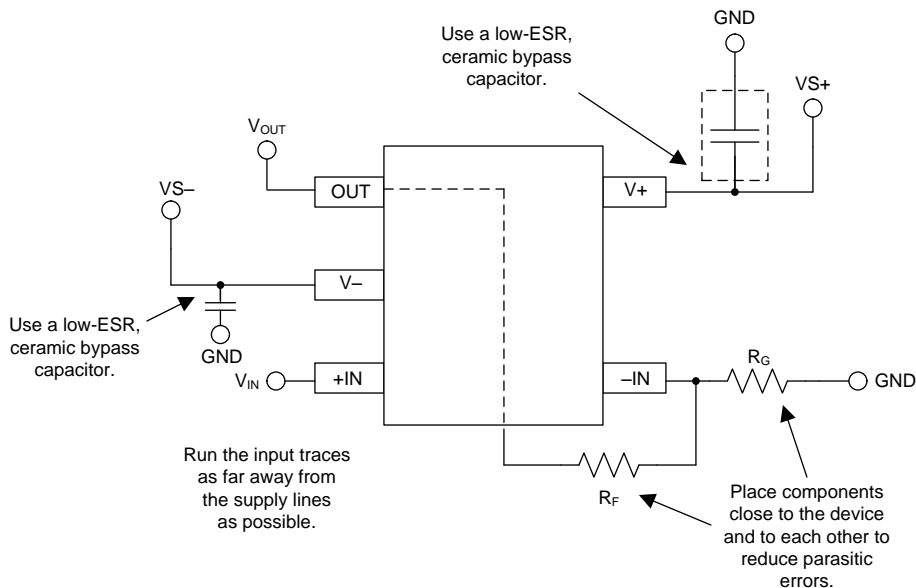 GND
Use a low-ESR,
ceramic bypass
capacitor.
VS+
VOUT
VS–
OUT
V+
V–
Use a low-ESR,
ceramic bypass
capacitor.
GND
VIN
+IN
–IN
RG
GND
Run the input traces
as far away from
the supply lines
as possible.
RF
Place components
close to the device
and to each other to
reduce parasitic
errors.